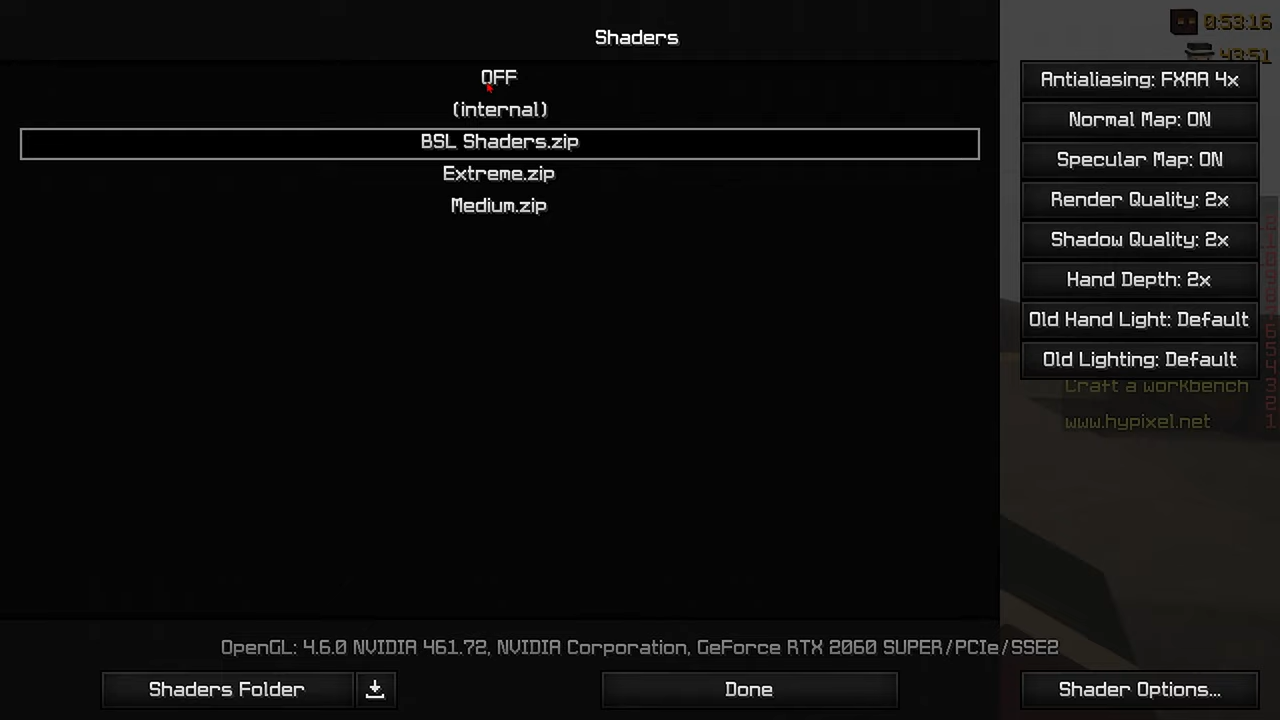 Shaders
0:53:16
43:51
OFF
(internal)
BSL Shaders.zip
Extreme.zip
Medium.zip
Antialiasing: FXAA 4x
Normal Map: ON
Specular Map: ON
Render Quality: 2x
Shadow Quality: 2x
Hand Depth: 2x
Old Hand Light: Default
Old Lighting: Default
Craft a workbench
www.hypixel.net
OpenGL: 4.6.0 NVIDIA 461.72, NVIDIA Corporation, GeForce RTX 2060 SUPER/PCIe/SSE2
Shaders Folder
Done
Shader Options...